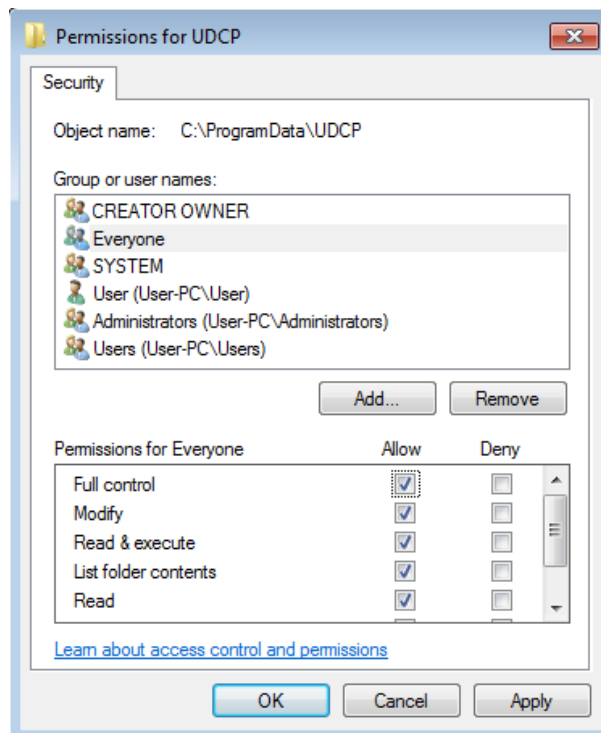 Permissions for UDCP
Security
Object name: C:\ProgramData\UDCP
Group or user names:
CREATOR OWNER
Everyone
SYSTEM
User (User-PC\User)
Administrators (User-PC\Administrators)
Users (User-PC\Users)
Add... Remove
Permissions for Everyone Allow Deny
Full control
Modify
Read & execute
List folder contents
Read
Learn about access control and permissions
OK Cancel Apply